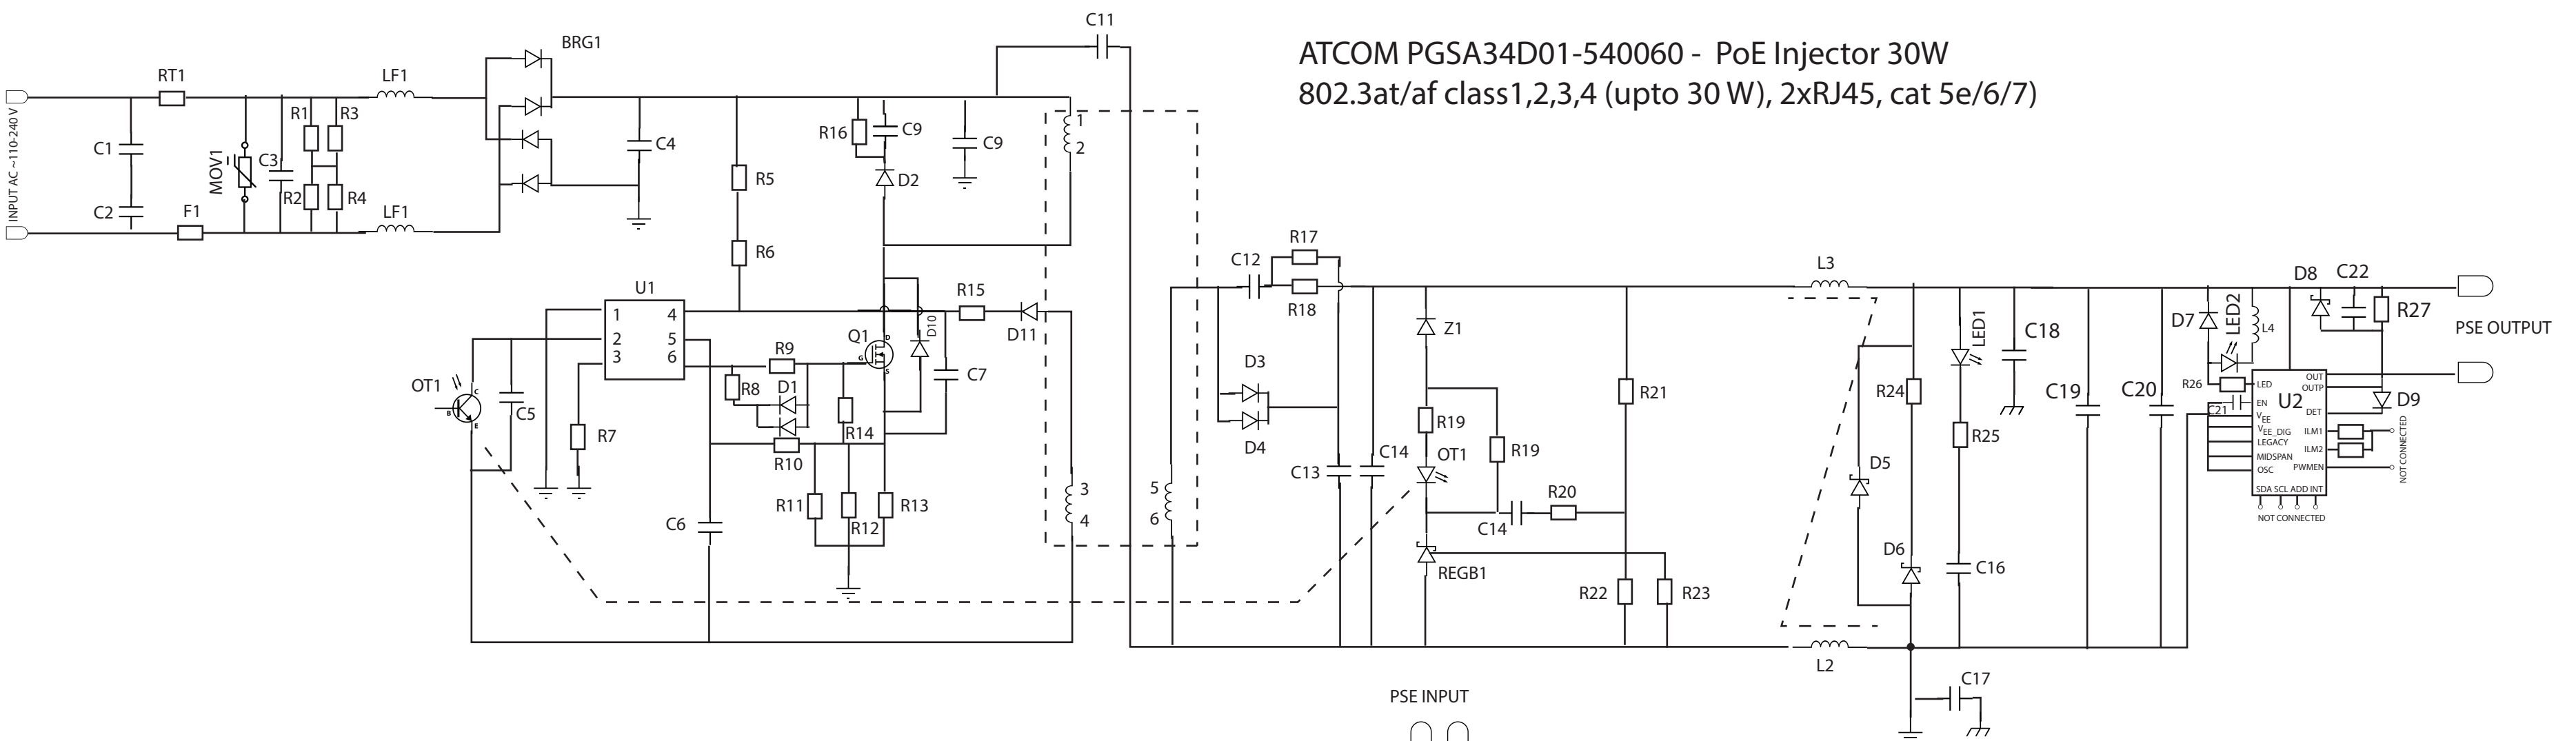 ATCOM PGSA34D01-540060 - PoE Injector 30W
802.3at/af class1,2,3,4 (upto 30 W), 2xRJ45, cat 5e/6/7)
INPUT AC ~110-240 V
C1
C2
RT1
F1
MOV1
C3
R1
R3
R2
R4
LF1
LF1
BRG1
C4
R5
R6
R16
C9
D2
C9
C11
1
2
U1
1
2
3
4
5
6
OT1
C
B
E
C5
R7
R8
R9
D1
R10
R14
Q1
D
G
S
D10
C7
R15
D11
R11
R12
R13
C6
3
4
5
6
C12
R17
R18
D3
D4
C13
C14
Z1
R19
OT1
R19
C14
R20
REGB1
R21
R22
R23
L3
L2
D5
R24
D6
LED1
R25
C16
C17
C18
C19
C20
D7
LED2
L4
R26
C21
D8
C22
R27
D9
U2
OUT
OUTP
LED
EN
DET
VEE
VEE_DIG
LEGACY
MIDSPAN
OSC
ILM1
ILM2
PWMEN
SDA SCL ADD INT
NOT CONNECTED
NOT CONNECTED
PSE OUTPUT
PSE INPUT